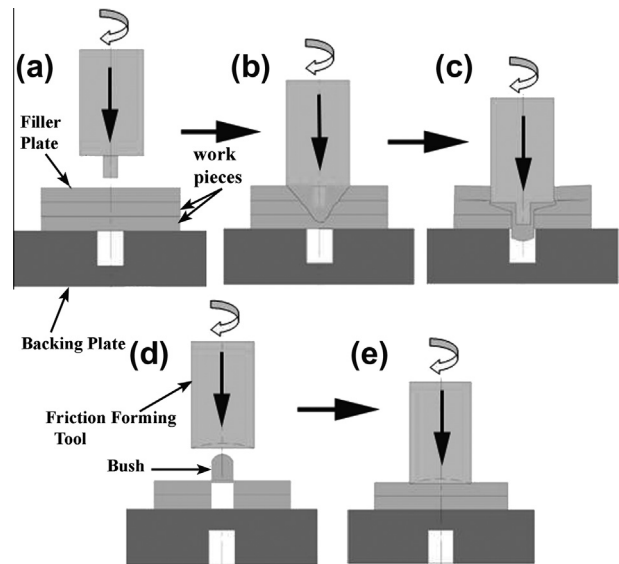 (a)
(b)
(c)
Filler
Plate
work
pieces
Backing Plate
(d)
(e)
Friction Forming
Tool
Bush